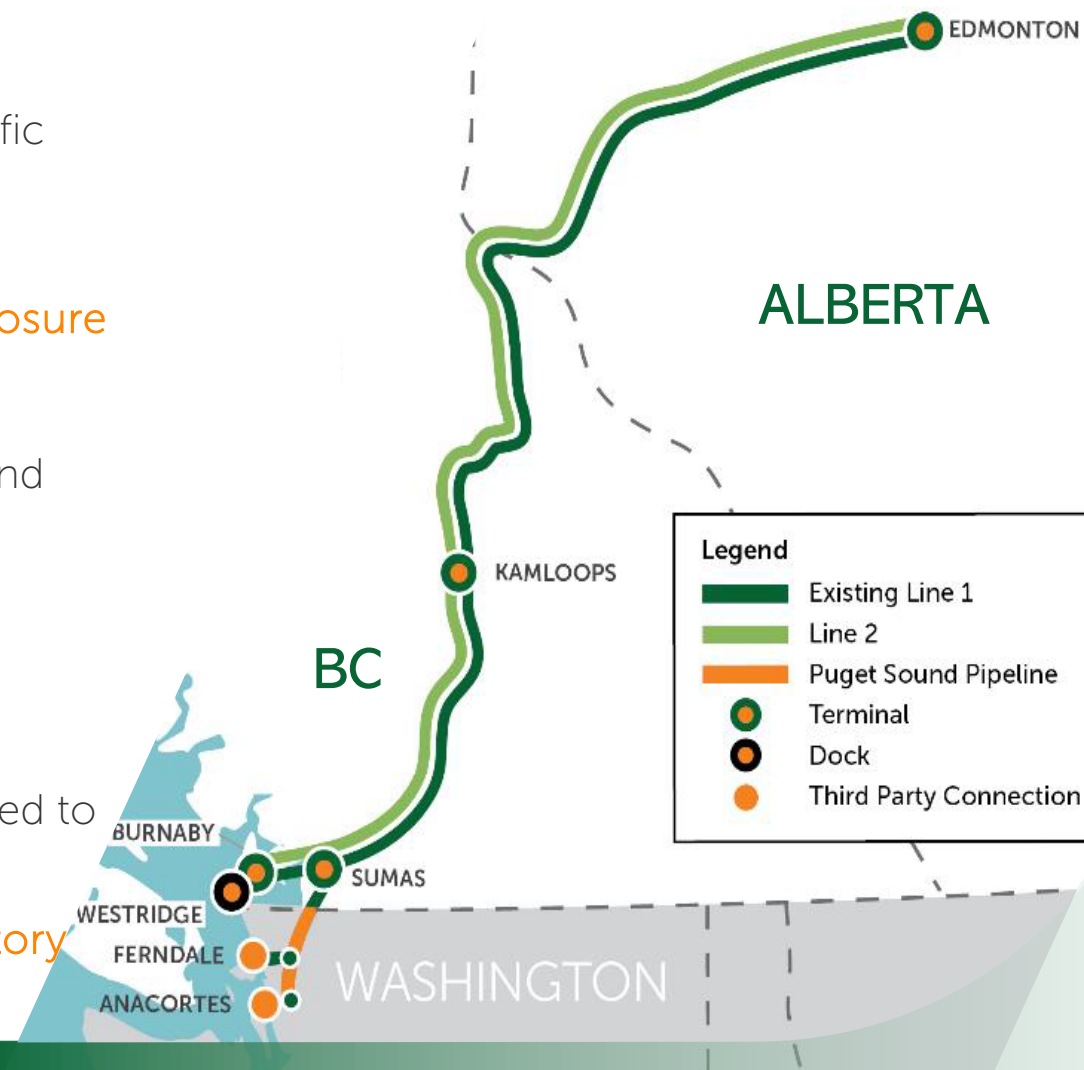 EDMONTON
fic
ALBERTA
osure
nd
KAMLOOPS
Legend
Existing Line 1
Line 2
Puget Sound Pipeline
Terminal
Dock
Third Party Connection
BC
ed to
BURNABY
SUMAS
WESTRIDGE
tory
FERNDALE
WASHINGTON
ANACORTES